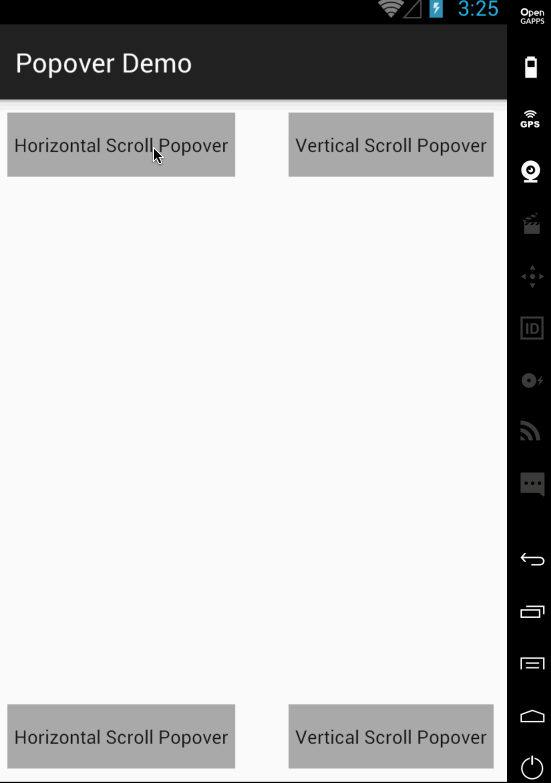 3:25
Open
GAPPS
Popover Demo
GPS
Horizontal Scroll Popover
Vertical Scroll Popover
ID
Horizontal Scroll Popover
Vertical Scroll Popover